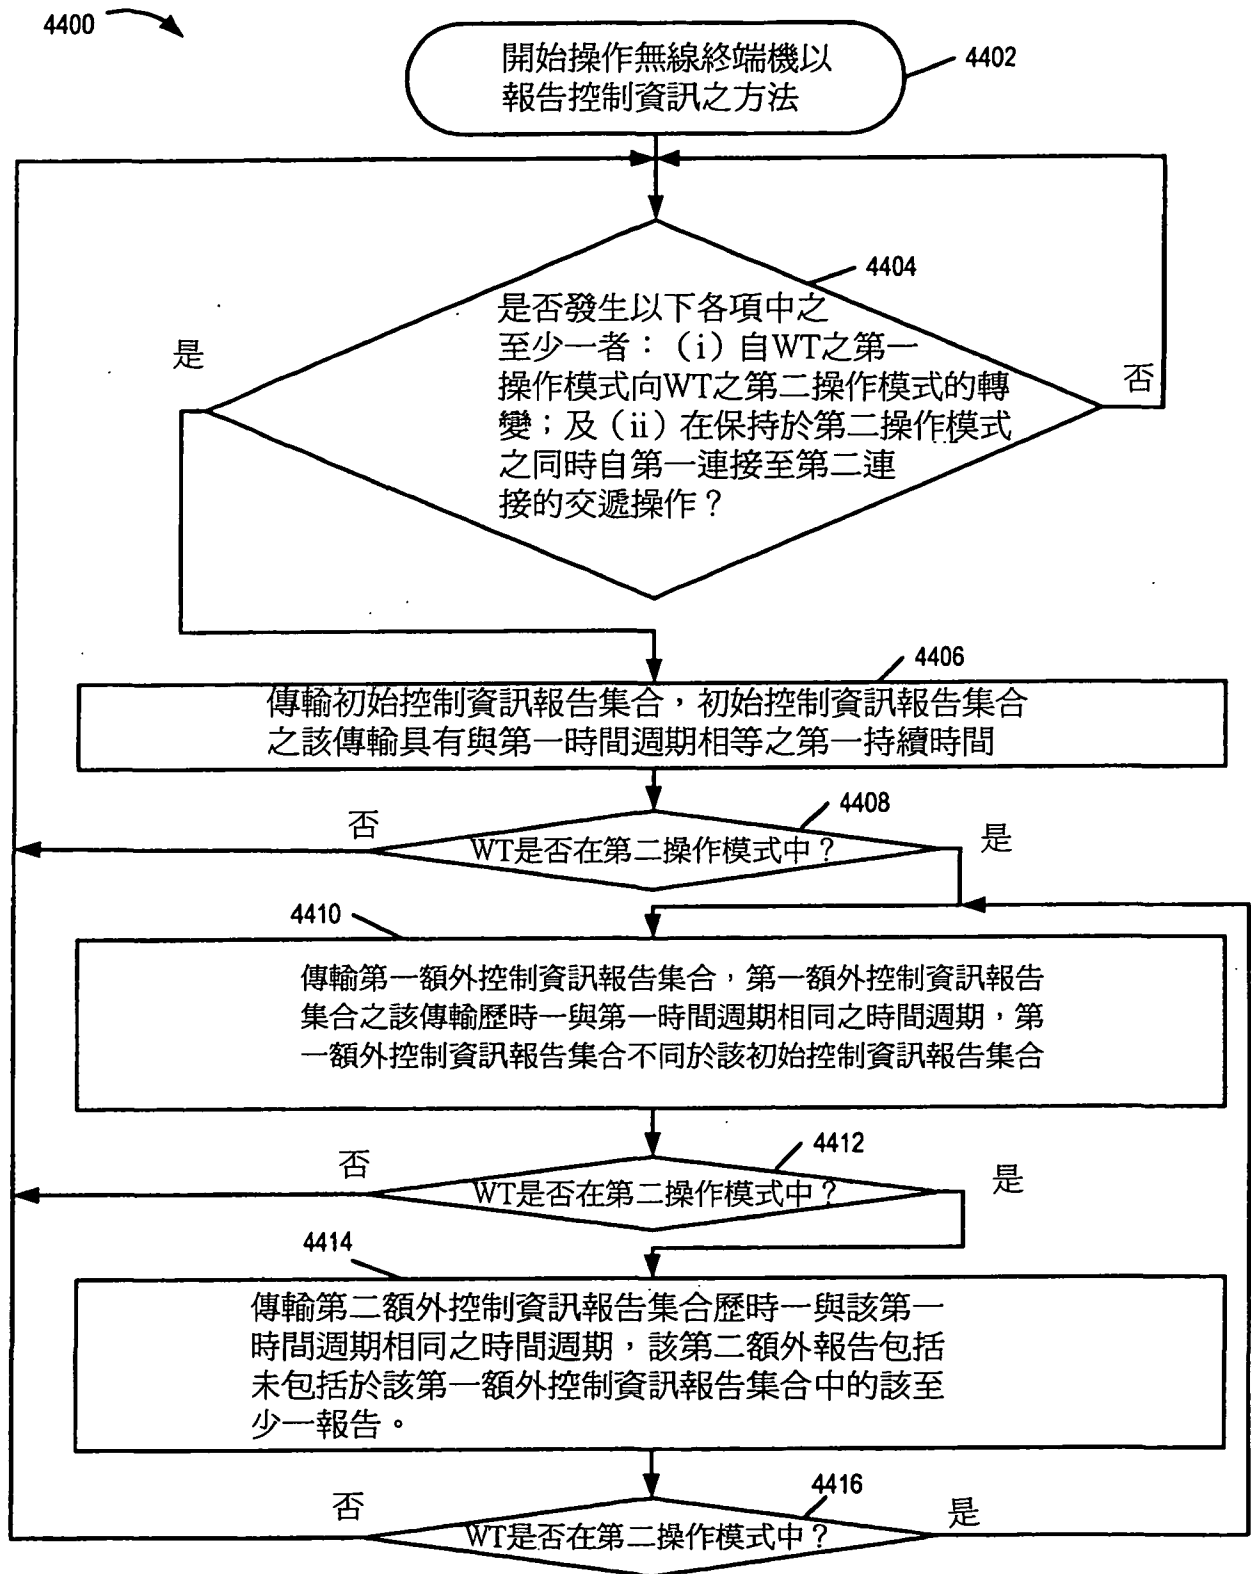 4400
開始操作無線終端機以
報告控制資訊之方法
4402
4404
是否發生以下各項中之
至少一者：（i）自WT之第一
操作模式向WT之第二操作模式的轉
變；及（ii）在保持於第二操作模式
之同時自第一連接至第二連
接的交遞操作？
是
否
4406
傳輸初始控制資訊報告集合，初始控制資訊報告集合
之該傳輸具有與第一時間週期相等之第一持續時間
4408
否
WT是否在第二操作模式中？
是
4410
傳輸第一額外控制資訊報告集合，第一額外控制資訊報告
集合之該傳輸歷時一與第一時間週期相同之時間週期，第
一額外控制資訊報告集合不同於該初始控制資訊報告集合
4412
否
WT是否在第二操作模式中？
是
4414
傳輸第二額外控制資訊報告集合歷時一與該第一
時間週期相同之時間週期，該第二額外報告包括
未包括於該第一額外控制資訊報告集合中的該至
少一報告。
4416
否
WT是否在第二操作模式中？
是